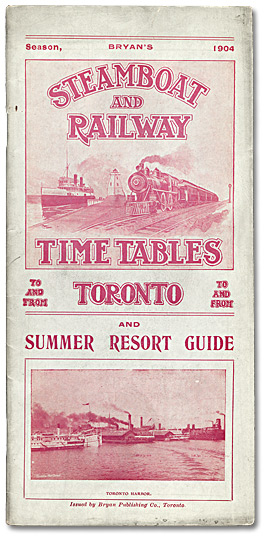 Season, BRYAN'S 1904
STEAMBOAT
AND
RAILWAY
TIME TABLES
TO AND FROM TORONTO TO AND FROM
AND
SUMMER RESORT GUIDE
TORONTO HARBOR.
Issued by Bryan Publishing Co., Toronto